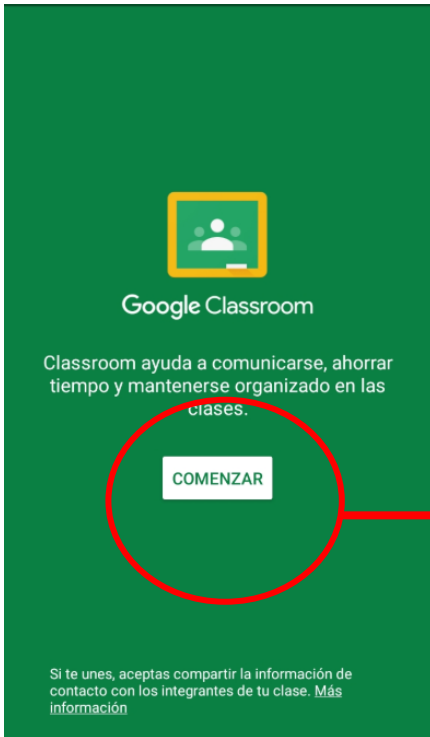 Google Classroom
Classroom ayuda a comunicarse, ahorrar
tiempo y mantenerse organizado en las
clases.
COMENZAR
Si te unes, aceptas compartir la información de
contacto con los integrantes de tu clase. Más
información